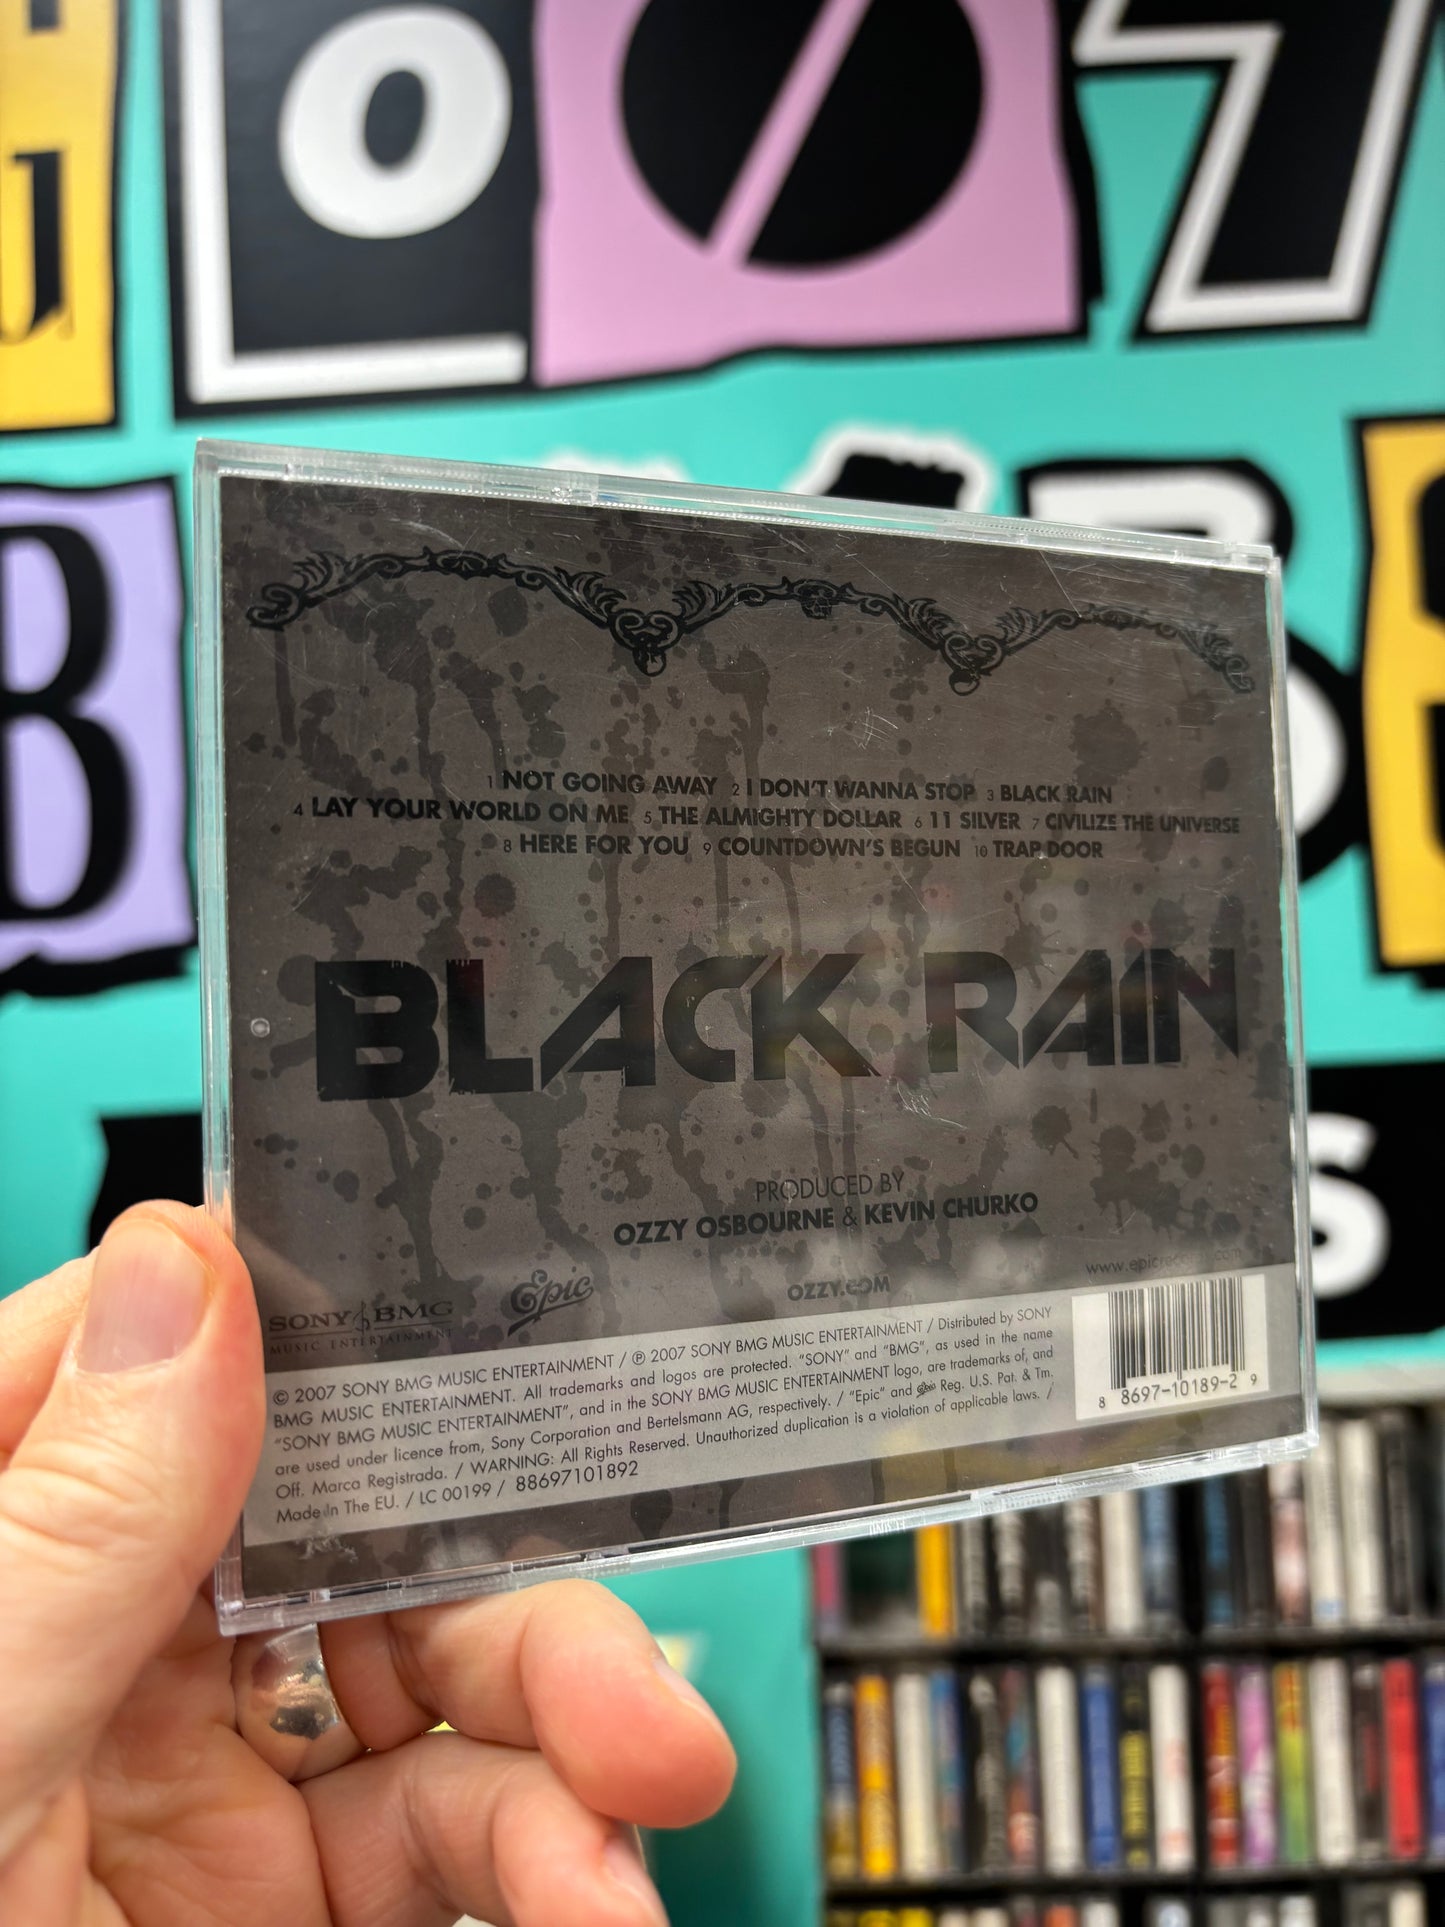 1 NOT GOING AWAY 2 I DON'T WANNA STOP 3 BLACK RAIN
4 LAY YOUR WORLD ON ME 5 THE ALMIGHTY DOLLAR 6 11 SILVER 7 CIVILIZE THE UNIVERSE
8 HERE FOR YOU 9 COUNTDOWN'S BEGUN 10 TRAP DOOR
BLACK RAIN
PRODUCED BY
OZZY OSBOURNE & KEVIN CHURKO
www.epicrecords.com
SONY BMG
MUSIC ENTERTAINMENT
Epic
OZZY.COM
© 2007 SONY BMG MUSIC ENTERTAINMENT / ℗ 2007 SONY BMG MUSIC ENTERTAINMENT / Distributed by SONY
BMG MUSIC ENTERTAINMENT. All trademarks and logos are protected. "SONY" and "BMG", as used in the name
"SONY BMG MUSIC ENTERTAINMENT", and in the SONY BMG MUSIC ENTERTAINMENT logo, are trademarks of, and
are used under licence from, Sony Corporation and Bertelsmann AG, respectively. / "Epic" and Epic Reg. U.S. Pat. & Tm.
Off. Marca Registrada. / WARNING: All Rights Reserved. Unauthorized duplication is a violation of applicable laws. /
Made In The EU. / LC 00199 / 88697101892
8 8697-10189-2 9